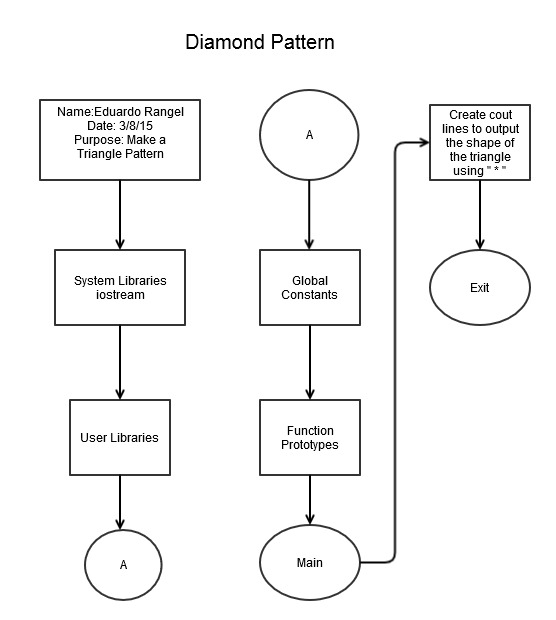 Diamond Pattern
Name:Eduardo Rangel
Date: 3/8/15
Purpose: Make a
Triangle Pattern
System Libraries
iostream
User Libraries
A
A
Global
Constants
Function
Prototypes
Main
Create cout
lines to output
the shape of
the triangle
using " * "
Exit